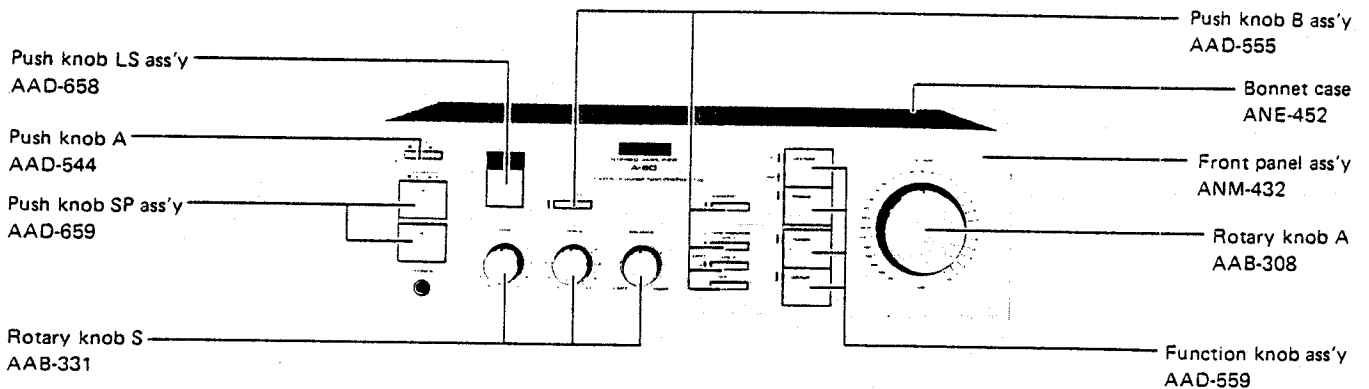 Push knob LS ass'y
AAD-658
Push knob A
AAD-544
Push knob SP ass'y
AAD-659
Rotary knob S
AAB-331
Push knob B ass'y
AAD-555
Bonnet case
ANE-452
Front panel ass'y
ANM-432
Rotary knob A
AAB-308
Function knob ass'y
AAD-559
A-60